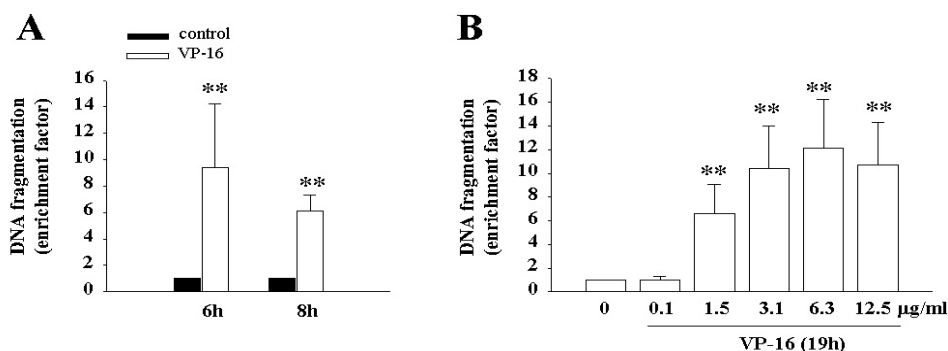 A
control
VP-16
DNA fragmentation
(enrichment factor)
16
14
12
10
8
6
4
2
0
**
**
6h 8h
B
DNA fragmentation
(enrichment factor)
18
16
14
12
10
8
6
4
2
0
**
**
**
**
0 0.1 1.5 3.1 6.3 12.5 µg/ml
VP-16 (19h)